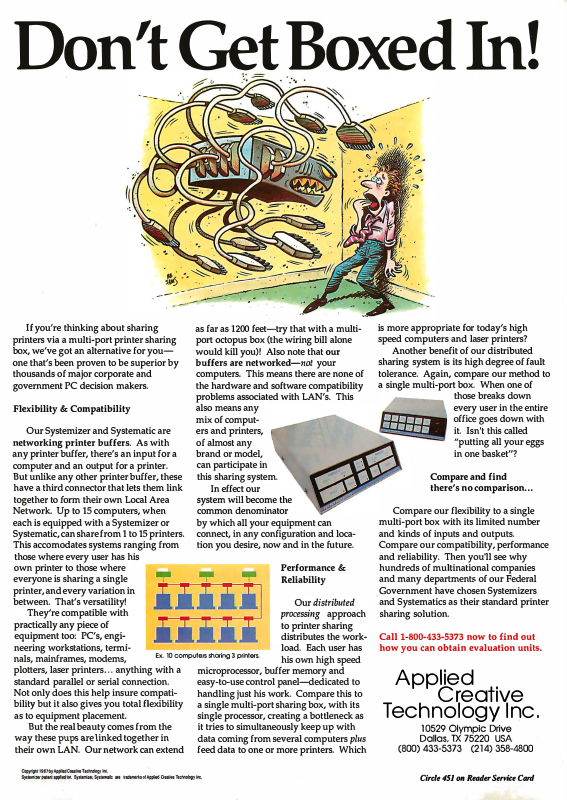 Don't Get Boxed In!
If you're thinking about sharing
printers via a multi-port printer sharing
box, we've got an alternative for you—
one that's been proven to be superior by
thousands of major corporate and
government PC decision makers.
Flexibility & Compatibility
Our Systemizer and Systematic are
networking printer buffers. As with
any printer buffer, there's an input for a
computer and an output for a printer.
But unlike any other printer buffer, these
have a third connector that lets them link
together to form their own Local Area
Network. Up to 15 computers, when
each is equipped with a Systemizer or
Systematic, can share from 1 to 15 printers.
This accomodates systems ranging from
those where every user has his
own printer to those where
everyone is sharing a single
printer, and every variation in
between. That's versatility!
They're compatible with
practically any piece of
equipment too: PC's, engi-
neering workstations, termi-
nals, mainframes, modems,
plotters, laser printers... anything with a
standard parallel or serial connection.
Not only does this help insure compati-
bility but it also gives you total flexibility
as to equipment placement.
But the real beauty comes from the
way these pups are linked together in
their own LAN. Our network can extend
as far as 1200 feet—try that with a multi-
port octopus box (the wiring bill alone
would kill you)! Also note that our
buffers are networked—not your
computers. This means there are none of
the hardware and software compatibility
problems associated with LAN's. This
also means any
mix of comput-
ers and printers,
of almost any
brand or model,
can participate in
this sharing system.
In effect our
system will become the
common denominator
by which all your equipment can
connect, in any configuration and loca-
tion you desire, now and in the future.
Ex. 10 computers sharing 3 printers.
Performance &
Reliability
Our distributed
processing approach
to printer sharing
distributes the work-
load. Each user has
his own high speed
microprocessor, buffer memory and
easy-to-use control panel—dedicated to
handling just his work. Compare this to
a single multi-port sharing box, with its
single processor, creating a bottleneck as
it tries to simultaneously keep up with
data coming from several computers plus
feed data to one or more printers. Which
is more appropriate for today's high
speed computers and laser printers?
Another benefit of our distributed
sharing system is its high degree of fault
tolerance. Again, compare our method to
a single multi-port box. When one of
those breaks down
every user in the entire
office goes down with
it. Isn't this called
"putting all your eggs
in one basket"?
Compare and find
there's no comparison...
Compare our flexibility to a single
multi-port box with its limited number
and kinds of inputs and outputs.
Compare our compatibility, performance
and reliability. Then you'll see why
hundreds of multinational companies
and many departments of our Federal
Government have chosen Systemizers
and Systematics as their standard printer
sharing solution.
Call 1-800-433-5373 now to find out
how you can obtain evaluation units.
Applied
Creative
Technology Inc.
10529 Olympic Drive
Dallas, TX 75220 USA
(800) 433-5373 (214) 358-4800
Copyright 1987 by Applied Creative Technology Inc.
Systemizer patent applied for. Systemizer, Systematic are trademarks of Applied Creative Technology Inc.
Circle 451 on Reader Service Card